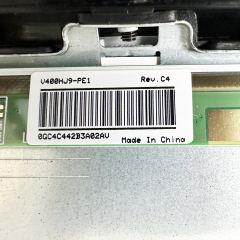 V400HJ9-PE1 Rev.C4
0GC4C442B3A02AV
Made In China